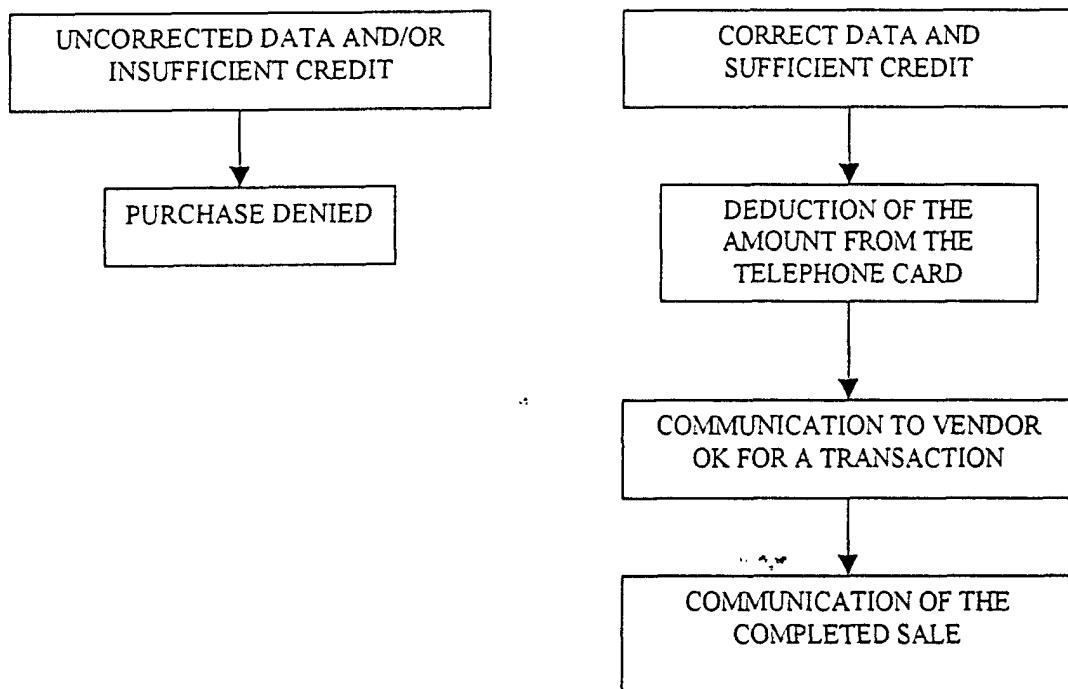 UNCORRECTED DATA AND/OR
INSUFFICIENT CREDIT
PURCHASE DENIED
CORRECT DATA AND
SUFFICIENT CREDIT
DEDUCTION OF THE
AMOUNT FROM THE
TELEPHONE CARD
COMMUNICATION TO VENDOR
OK FOR A TRANSACTION
COMMUNICATION OF THE
COMPLETED SALE